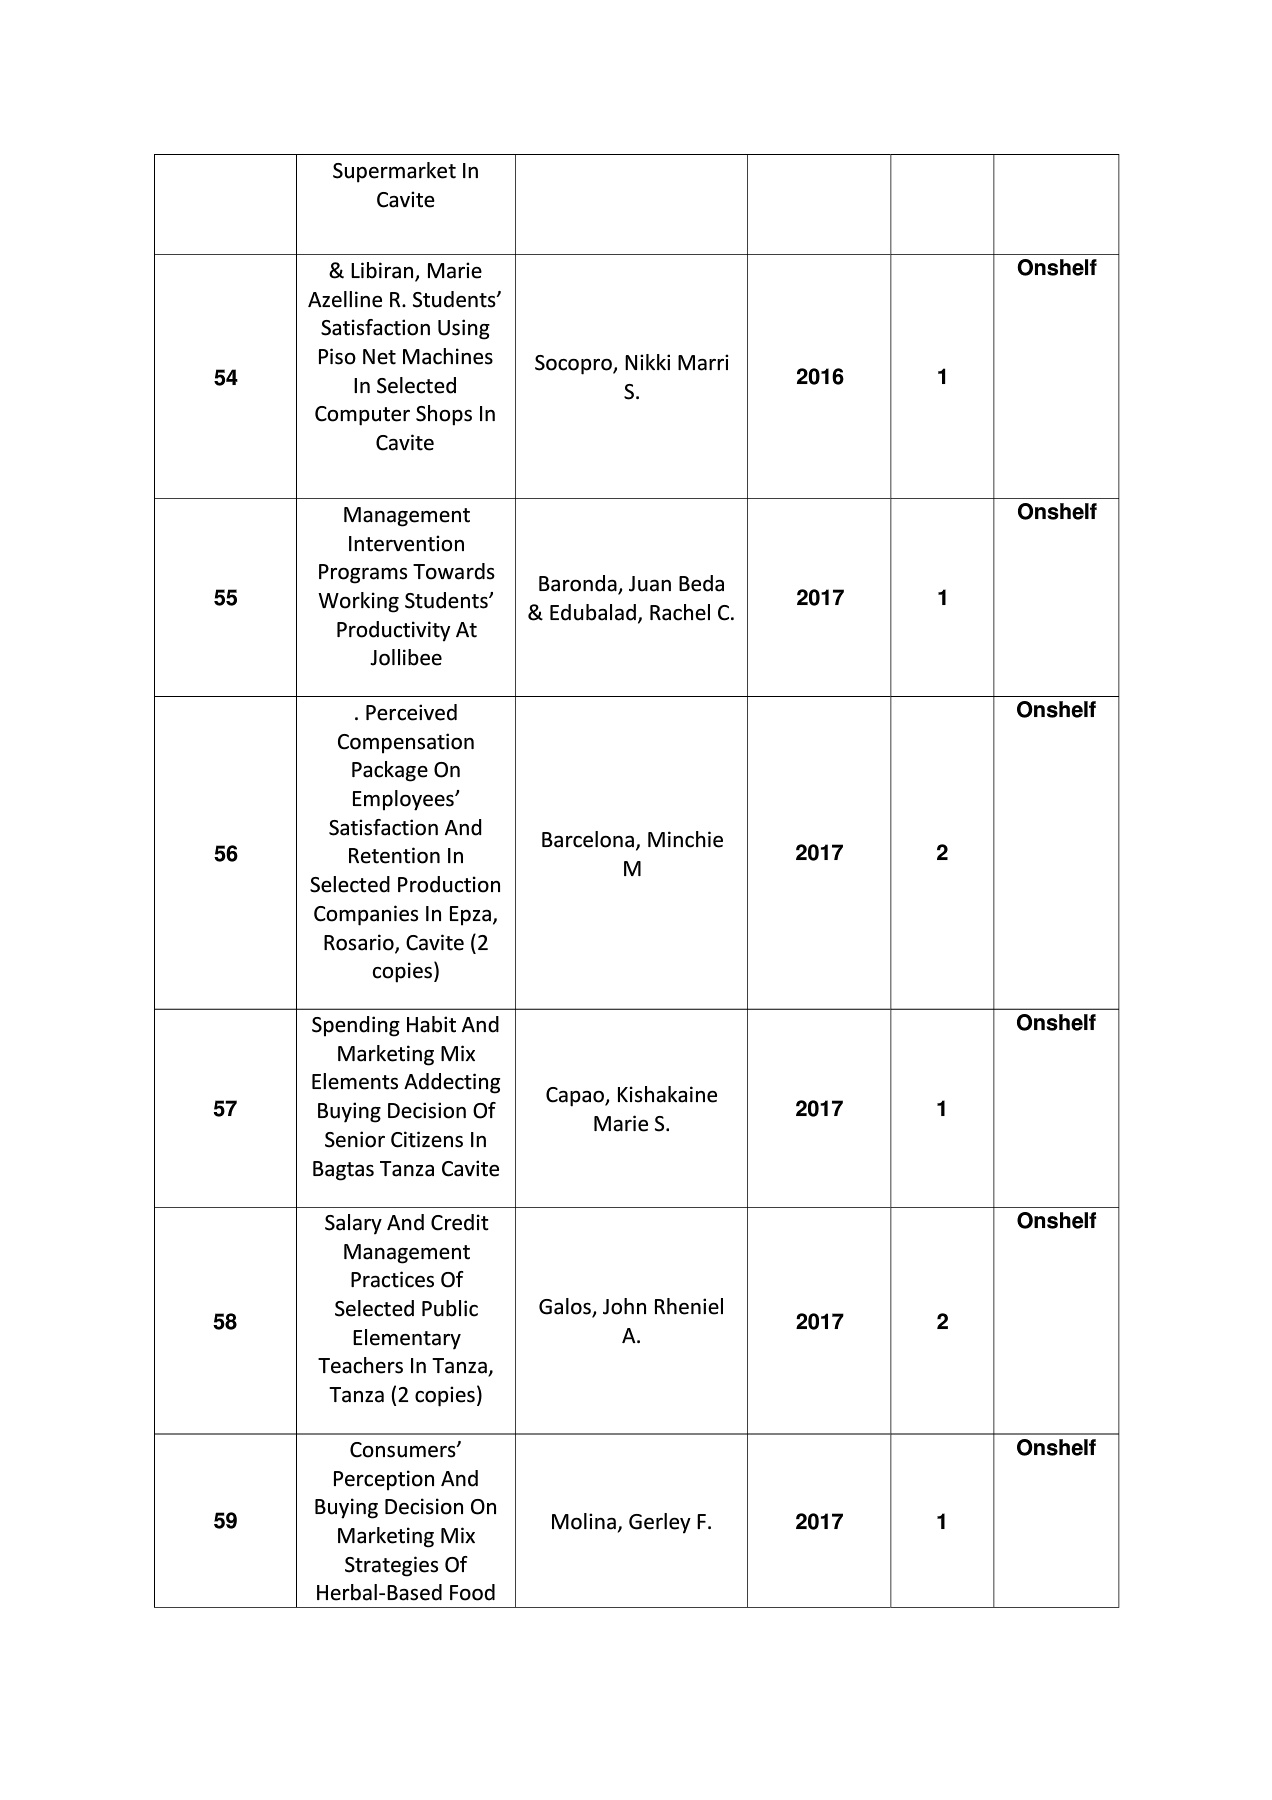 Supermarket In
Cavite
54
& Libiran, Marie
Azelline R. Students’
Satisfaction Using
Piso Net Machines
In Selected
Computer Shops In
Cavite
Socopro, Nikki Marri
S.
2016
1
Onshelf
55
Management
Intervention
Programs Towards
Working Students’
Productivity At
Jollibee
Baronda, Juan Beda
& Edubalad, Rachel C.
2017
1
Onshelf
56
. Perceived
Compensation
Package On
Employees’
Satisfaction And
Retention In
Selected Production
Companies In Epza,
Rosario, Cavite (2
copies)
Barcelona, Minchie
M
2017
2
Onshelf
57
Spending Habit And
Marketing Mix
Elements Addecting
Buying Decision Of
Senior Citizens In
Bagtas Tanza Cavite
Capao, Kishakaine
Marie S.
2017
1
Onshelf
58
Salary And Credit
Management
Practices Of
Selected Public
Elementary
Teachers In Tanza,
Tanza (2 copies)
Galos, John Rheniel
A.
2017
2
Onshelf
59
Consumers’
Perception And
Buying Decision On
Marketing Mix
Strategies Of
Herbal-Based Food
Molina, Gerley F.
2017
1
Onshelf